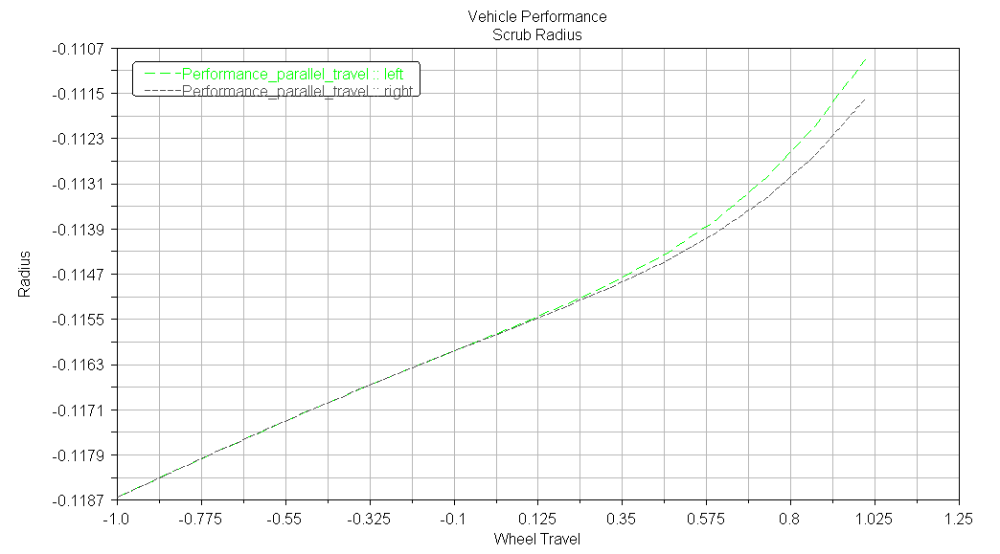 Vehicle Performance
Scrub Radius
Performance_parallel_travel :: left
Performance_parallel_travel :: right
-0.1107
-0.1115
-0.1123
-0.1131
-0.1139
-0.1147
-0.1155
-0.1163
-0.1171
-0.1179
-0.1187
Radius
-1.0 -0.775 -0.55 -0.325 -0.1 0.125 0.35 0.575 0.8 1.025 1.25
Wheel Travel